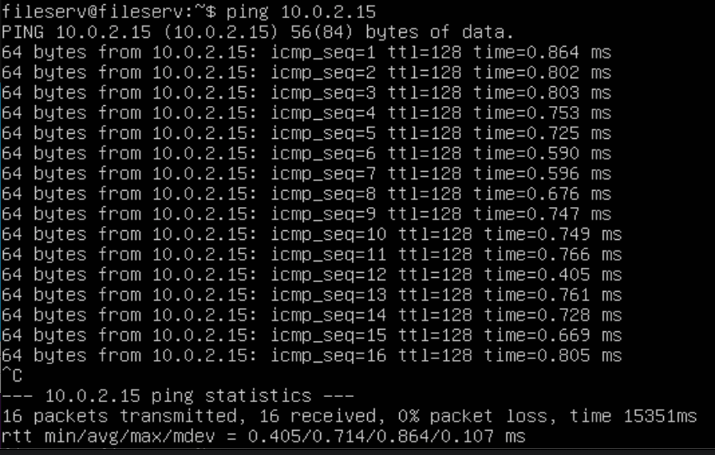 fileserv@fileserv:~$ ping 10.0.2.15
PING 10.0.2.15 (10.0.2.15) 56(84) bytes of data.
64 bytes from 10.0.2.15: icmp_seq=1 ttl=128 time=0.864 ms
64 bytes from 10.0.2.15: icmp_seq=2 ttl=128 time=0.802 ms
64 bytes from 10.0.2.15: icmp_seq=3 ttl=128 time=0.803 ms
64 bytes from 10.0.2.15: icmp_seq=4 ttl=128 time=0.753 ms
64 bytes from 10.0.2.15: icmp_seq=5 ttl=128 time=0.725 ms
64 bytes from 10.0.2.15: icmp_seq=6 ttl=128 time=0.590 ms
64 bytes from 10.0.2.15: icmp_seq=7 ttl=128 time=0.596 ms
64 bytes from 10.0.2.15: icmp_seq=8 ttl=128 time=0.676 ms
64 bytes from 10.0.2.15: icmp_seq=9 ttl=128 time=0.747 ms
64 bytes from 10.0.2.15: icmp_seq=10 ttl=128 time=0.749 ms
64 bytes from 10.0.2.15: icmp_seq=11 ttl=128 time=0.766 ms
64 bytes from 10.0.2.15: icmp_seq=12 ttl=128 time=0.405 ms
64 bytes from 10.0.2.15: icmp_seq=13 ttl=128 time=0.761 ms
64 bytes from 10.0.2.15: icmp_seq=14 ttl=128 time=0.728 ms
64 bytes from 10.0.2.15: icmp_seq=15 ttl=128 time=0.669 ms
64 bytes from 10.0.2.15: icmp_seq=16 ttl=128 time=0.805 ms
^C
--- 10.0.2.15 ping statistics ---
16 packets transmitted, 16 received, 0% packet loss, time 15351ms
rtt min/avg/max/mdev = 0.405/0.714/0.864/0.107 ms